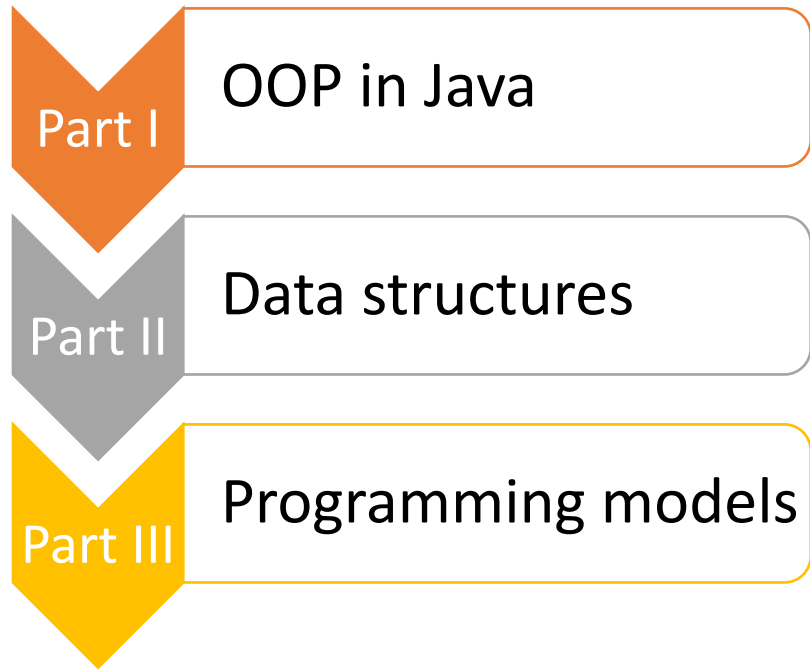 Part I
OOP in Java
Part II
Data structures
Part III
Programming models